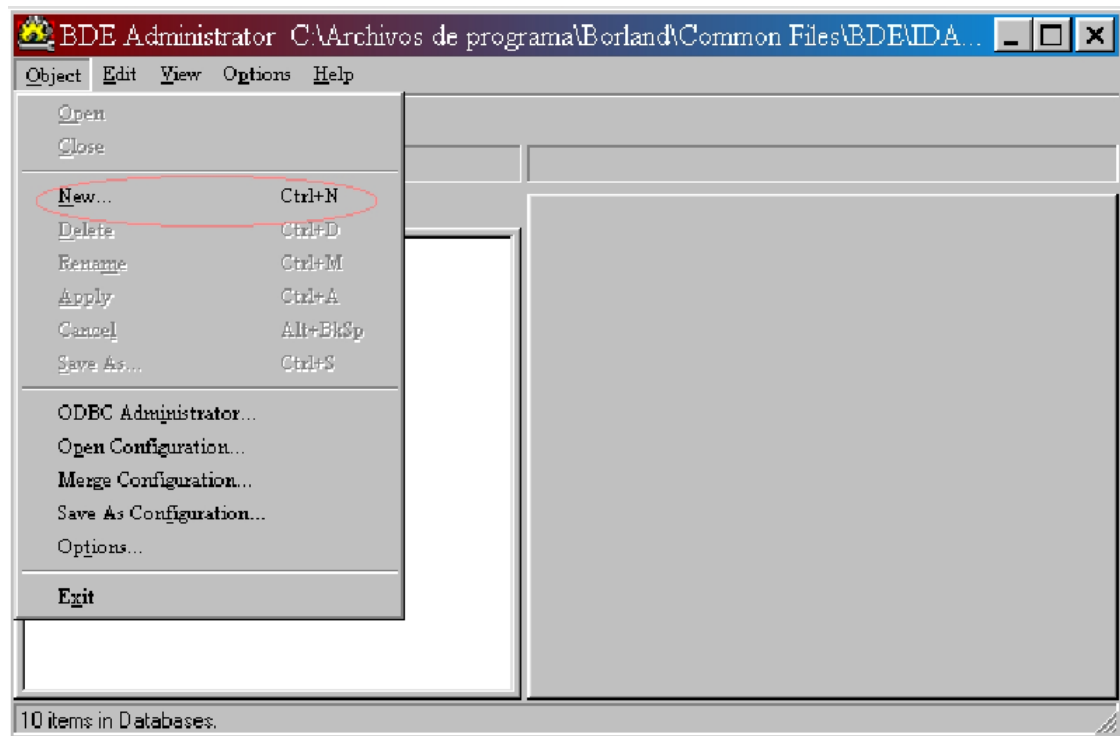 BDE Administrator C:\Archivos de programa\Borland\Common Files\BDE\IDA...
Object Edit View Options Help
Open
Close
New... Ctrl+N
Delete Ctrl+D
Rename Ctrl+M
Apply Ctrl+A
Cancel Alt+BkSp
Save As... Ctrl+S
ODBC Administrator...
Open Configuration...
Merge Configuration...
Save As Configuration...
Options...
Exit
10 items in Databases.